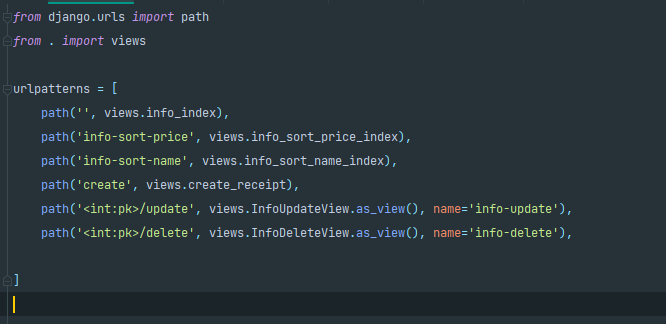 from django.urls import path
from . import views
urlpatterns = [
path('', views.info_index),
path('info-sort-price', views.info_sort_price_index),
path('info-sort-name', views.info_sort_name_index),
path('create', views.create_receipt),
path('<int:pk>/update', views.InfoUpdateView.as_view(), name='info-update'),
path('<int:pk>/delete', views.InfoDeleteView.as_view(), name='info-delete'),
]